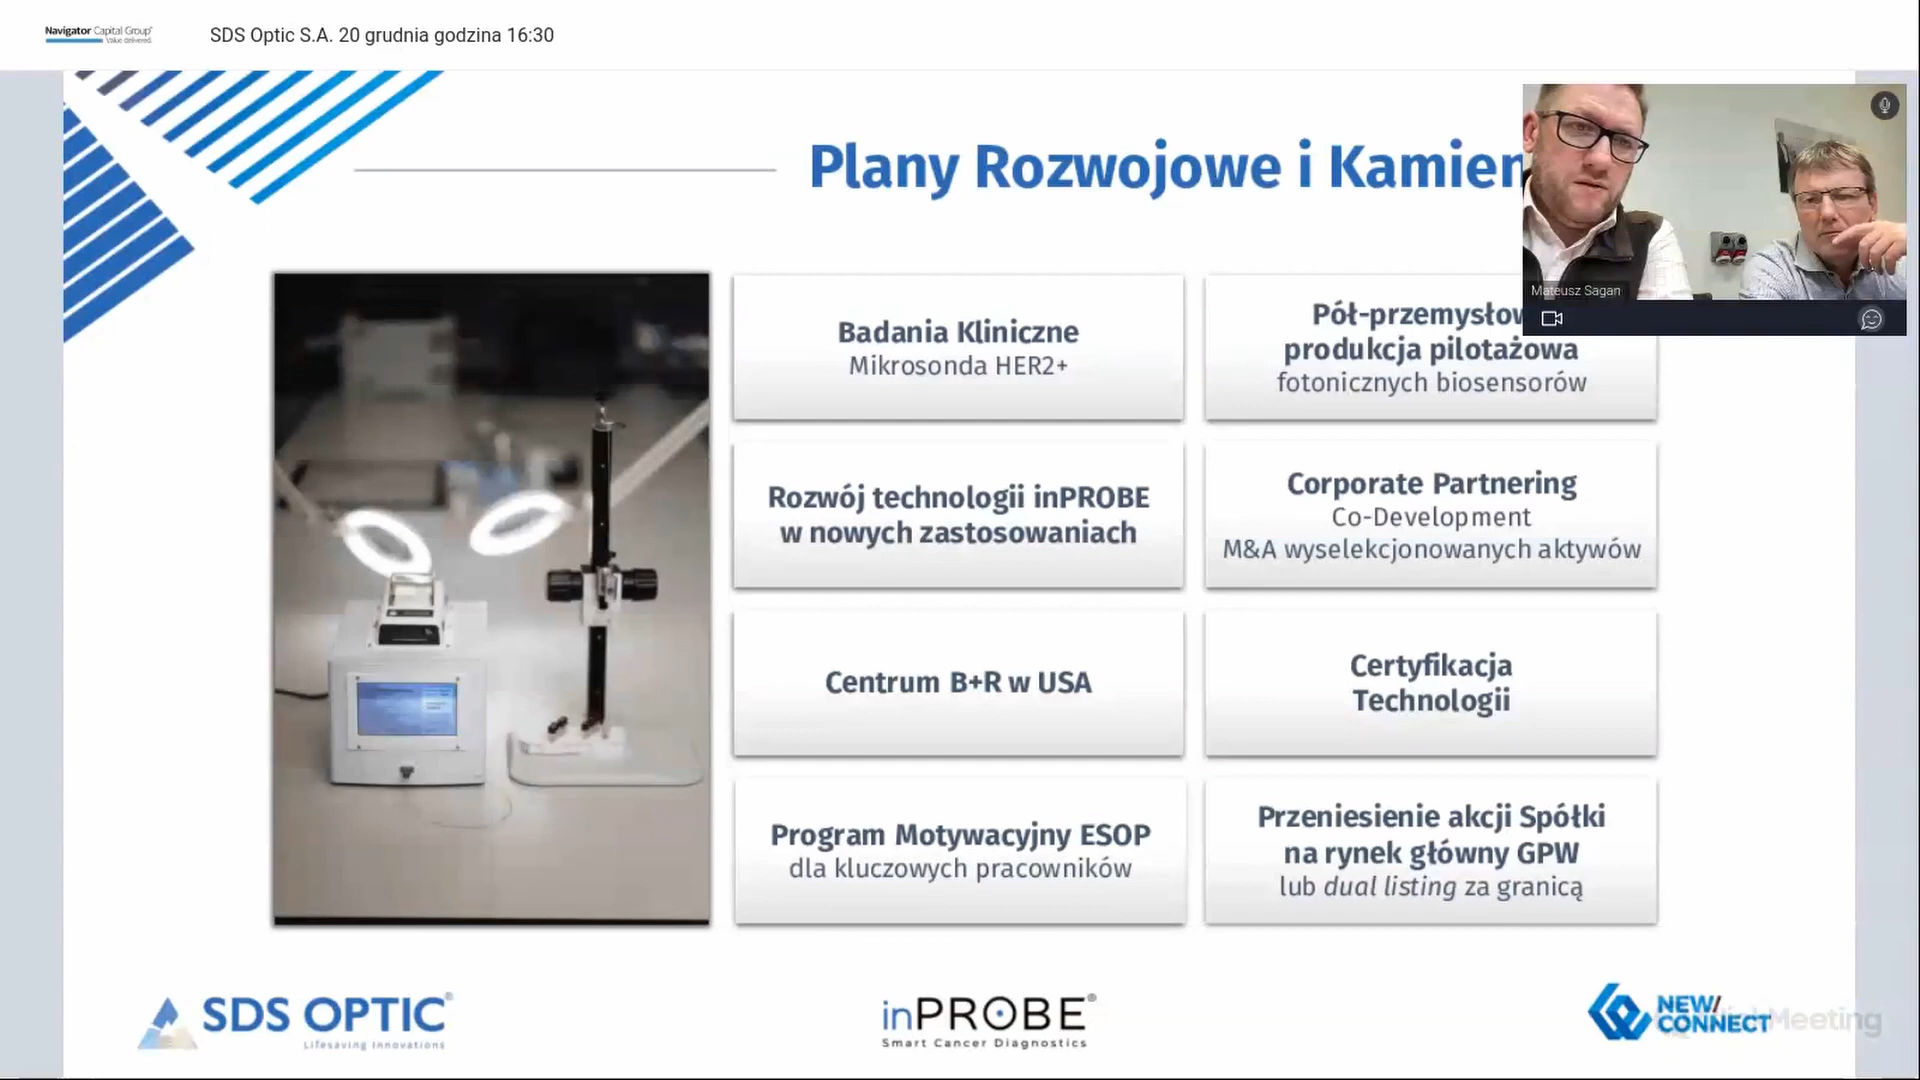 Navigator Capital Group
Value delivered.
SDS Optic S.A. 20 grudnia godzina 16:30
Plany Rozwojowe i Kamien
Mateusz Sagan
Badania Kliniczne
Mikrosonda HER2+
Pół-przemysłow
produkcja pilotażowa
fotonicznych biosensorów
Rozwój technologii inPROBE
w nowych zastosowaniach
Corporate Partnering
Co-Development
M&A wyselekcjonowanych aktywów
Centrum B+R w USA
Certyfikacja
Technologii
Program Motywacyjny ESOP
dla kluczowych pracowników
Przeniesienie akcji Spółki
na rynek główny GPW
lub dual listing za granicą
SDS OPTIC®
Lifesaving Innovations
inPROBE®
Smart Cancer Diagnostics
NEW/
CONNECT
Meeting